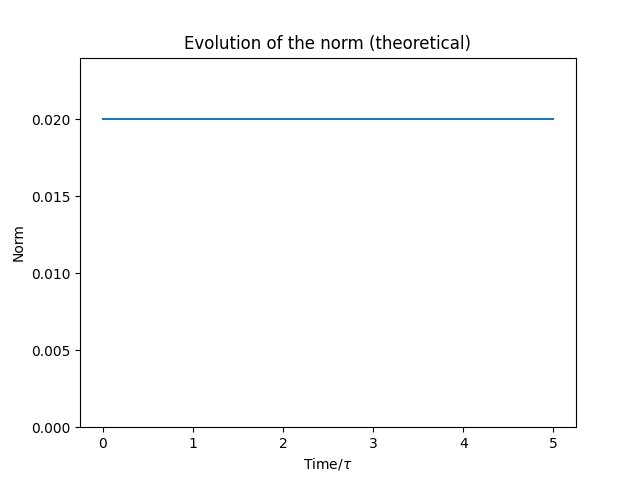 Evolution of the norm (theoretical)
0.020
0.015
0.010
0.005
0.000
Norm
0 1 2 3 4 5
Time/τ